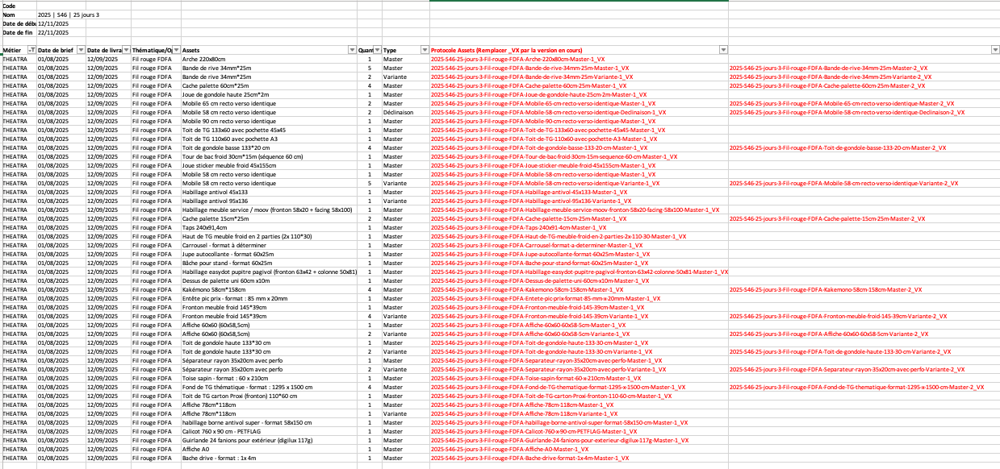 Code
Nom 2025 | S46 | 25 jours 3
Date de débu 12/11/2025
Date de fin 22/11/2025
Métier Date de brief Date de livra Thématique/Op Assets Quant Type Protocole Assets (Remplacer _VX par la version en cours)
THEATRA 01/08/2025 12/09/2025 Fil rouge FDFA Arche 220x80cm 1 Master 2025-S46-25-jours-3-Fil-rouge-FDFA-Arche-220x80cm-Master-1_VX
THEATRA 01/08/2025 12/09/2025 Fil rouge FDFA Bande de rive 34mm*25m 5 Master 2025-S46-25-jours-3-Fil-rouge-FDFA-Bande-de-rive-34mm-25m-Master-1_VX 2025-S46-25-jours-3-Fil-rouge-FDFA-Bande-de-rive-34mm-25m-Master-2_VX
THEATRA 01/08/2025 12/09/2025 Fil rouge FDFA Bande de rive 34mm*25m 2 Variante 2025-S46-25-jours-3-Fil-rouge-FDFA-Bande-de-rive-34mm-25m-Variante-1_VX 2025-S46-25-jours-3-Fil-rouge-FDFA-Bande-de-rive-34mm-25m-Variante-2_VX
THEATRA 01/08/2025 12/09/2025 Fil rouge FDFA Cache palette 60cm*25m 4 Master 2025-S46-25-jours-3-Fil-rouge-FDFA-Cache-palette-60cm-25m-Master-1_VX 2025-S46-25-jours-3-Fil-rouge-FDFA-Cache-palette-60cm-25m-Master-2_VX
THEATRA 01/08/2025 12/09/2025 Fil rouge FDFA Joue de gondole haute 25cm*2m 1 Master 2025-S46-25-jours-3-Fil-rouge-FDFA-Joue-de-gondole-haute-25cm-2m-Master-1_VX
THEATRA 01/08/2025 12/09/2025 Fil rouge FDFA Mobile 65 cm recto verso identique 2 Master 2025-S46-25-jours-3-Fil-rouge-FDFA-Mobile-65-cm-recto-verso-identique-Master-1_VX 2025-S46-25-jours-3-Fil-rouge-FDFA-Mobile-65-cm-recto-verso-identique-Master-2_VX
THEATRA 01/08/2025 12/09/2025 Fil rouge FDFA Mobile 58 cm recto verso identique 2 Déclinaison 2025-S46-25-jours-3-Fil-rouge-FDFA-Mobile-58-cm-recto-verso-identique-Declinaison-1_VX 2025-S46-25-jours-3-Fil-rouge-FDFA-Mobile-58-cm-recto-verso-identique-Declinaison-2_VX
THEATRA 01/08/2025 12/09/2025 Fil rouge FDFA Mobile 90 cm recto verso identique 1 Master 2025-S46-25-jours-3-Fil-rouge-FDFA-Mobile-90-cm-recto-verso-identique-Master-1_VX
THEATRA 01/08/2025 12/09/2025 Fil rouge FDFA Toit de TG 133x60 avec pochette 45x45 1 Master 2025-S46-25-jours-3-Fil-rouge-FDFA-Toit-de-TG-133x60-avec-pochette-45x45-Master-1_VX
THEATRA 01/08/2025 12/09/2025 Fil rouge FDFA Toit de TG 110x60 avec pochette A3 1 Master 2025-S46-25-jours-3-Fil-rouge-FDFA-Toit-de-TG-110x60-avec-pochette-A3-Master-1_VX
THEATRA 01/08/2025 12/09/2025 Fil rouge FDFA Toit de gondole basse 133*20 cm 4 Master 2025-S46-25-jours-3-Fil-rouge-FDFA-Toit-de-gondole-basse-133-20-cm-Master-1_VX 2025-S46-25-jours-3-Fil-rouge-FDFA-Toit-de-gondole-basse-133-20-cm-Master-2_VX
THEATRA 01/08/2025 12/09/2025 Fil rouge FDFA Tour de bac froid 30cm*15m (séquence 60 cm) 1 Master 2025-S46-25-jours-3-Fil-rouge-FDFA-Tour-de-bac-froid-30cm-15m-sequence-60-cm-Master-1_VX
THEATRA 01/08/2025 12/09/2025 Fil rouge FDFA Joue sticker meuble froid 45x155cm 1 Master 2025-S46-25-jours-3-Fil-rouge-FDFA-Joue-sticker-meuble-froid-45x155cm-Master-1_VX
THEATRA 01/08/2025 12/09/2025 Fil rouge FDFA Mobile 58 cm recto verso identique 1 Master 2025-S46-25-jours-3-Fil-rouge-FDFA-Mobile-58-cm-recto-verso-identique-Master-1_VX
THEATRA 01/08/2025 12/09/2025 Fil rouge FDFA Mobile 58 cm recto verso identique 5 Variante 2025-S46-25-jours-3-Fil-rouge-FDFA-Mobile-58-cm-recto-verso-identique-Variante-1_VX 2025-S46-25-jours-3-Fil-rouge-FDFA-Mobile-58-cm-recto-verso-identique-Variante-2_VX
THEATRA 01/08/2025 12/09/2025 Fil rouge FDFA Habillage antivol 45x133 1 Master 2025-S46-25-jours-3-Fil-rouge-FDFA-Habillage-antivol-45x133-Master-1_VX
THEATRA 01/08/2025 12/09/2025 Fil rouge FDFA Habillage antivol 95x136 1 Variante 2025-S46-25-jours-3-Fil-rouge-FDFA-Habillage-antivol-95x136-Variante-1_VX
THEATRA 01/08/2025 12/09/2025 Fil rouge FDFA Habillage meuble service / moov (fronton 58x20 + facing 58x100) 1 Master 2025-S46-25-jours-3-Fil-rouge-FDFA-Habillage-meuble-service-moov-fronton-58x20-facing-58x100-Master-1_VX
THEATRA 01/08/2025 12/09/2025 Fil rouge FDFA Cache palette 15cm*25m 2 Master 2025-S46-25-jours-3-Fil-rouge-FDFA-Cache-palette-15cm-25m-Master-1_VX 2025-S46-25-jours-3-Fil-rouge-FDFA-Cache-palette-15cm-25m-Master-2_VX
THEATRA 01/08/2025 12/09/2025 Fil rouge FDFA Taps 240x91,4cm 1 Master 2025-S46-25-jours-3-Fil-rouge-FDFA-Taps-240x91-4cm-Master-1_VX
THEATRA 01/08/2025 12/09/2025 Fil rouge FDFA Haut de TG meuble froid en 2 parties (2x 110*30) 1 Master 2025-S46-25-jours-3-Fil-rouge-FDFA-Haut-de-TG-meuble-froid-en-2-parties-2x-110-30-Master-1_VX
THEATRA 01/08/2025 12/09/2025 Fil rouge FDFA Carrousel - format à déterminer 1 Master 2025-S46-25-jours-3-Fil-rouge-FDFA-Carrousel-format-a-determiner-Master-1_VX
THEATRA 01/08/2025 12/09/2025 Fil rouge FDFA Jupe autocollante - format 60x25m 1 Master 2025-S46-25-jours-3-Fil-rouge-FDFA-Jupe-autocollante-format-60x25m-Master-1_VX
THEATRA 01/08/2025 12/09/2025 Fil rouge FDFA Bâche pour stand - format 60x25m 1 Master 2025-S46-25-jours-3-Fil-rouge-FDFA-Bache-pour-stand-format-60x25m-Master-1_VX
THEATRA 01/08/2025 12/09/2025 Fil rouge FDFA Habillage easydot pupitre pagivol (fronton 63x42 + colonne 50x81) 1 Master 2025-S46-25-jours-3-Fil-rouge-FDFA-Habillage-easydot-pupitre-pagivol-fronton-63x42-colonne-50x81-Master-1_VX
THEATRA 01/08/2025 12/09/2025 Fil rouge FDFA Dessus de palette uni 60cm x10m 1 Master 2025-S46-25-jours-3-Fil-rouge-FDFA-Dessus-de-palette-uni-60cm-x10m-Master-1_VX
THEATRA 01/08/2025 12/09/2025 Fil rouge FDFA Kakémono 58cm*158cm 4 Master 2025-S46-25-jours-3-Fil-rouge-FDFA-Kakemono-58cm-158cm-Master-1_VX 2025-S46-25-jours-3-Fil-rouge-FDFA-Kakemono-58cm-158cm-Master-2_VX
THEATRA 01/08/2025 12/09/2025 Fil rouge FDFA Entête pic prix - format : 85 mm x 20mm 1 Master 2025-S46-25-jours-3-Fil-rouge-FDFA-Entete-pic-prix-format-85-mm-x-20mm-Master-1_VX
THEATRA 01/08/2025 12/09/2025 Fil rouge FDFA Fronton meuble froid 145*39cm 1 Master 2025-S46-25-jours-3-Fil-rouge-FDFA-Fronton-meuble-froid-145-39cm-Master-1_VX
THEATRA 01/08/2025 12/09/2025 Fil rouge FDFA Fronton meuble froid 145*39cm 4 Variante 2025-S46-25-jours-3-Fil-rouge-FDFA-Fronton-meuble-froid-145-39cm-Variante-1_VX 2025-S46-25-jours-3-Fil-rouge-FDFA-Fronton-meuble-froid-145-39cm-Variante-2_VX
THEATRA 01/08/2025 12/09/2025 Fil rouge FDFA Affiche 60x60 (60x58,5cm) 1 Master 2025-S46-25-jours-3-Fil-rouge-FDFA-Affiche-60x60-60x58-5cm-Master-1_VX
THEATRA 01/08/2025 12/09/2025 Fil rouge FDFA Affiche 60x60 (60x58,5cm) 2 Variante 2025-S46-25-jours-3-Fil-rouge-FDFA-Affiche-60x60-60x58-5cm-Variante-1_VX 2025-S46-25-jours-3-Fil-rouge-FDFA-Affiche-60x60-60x58-5cm-Variante-2_VX
THEATRA 01/08/2025 12/09/2025 Fil rouge FDFA Toit de gondole haute 133*30 cm 1 Master 2025-S46-25-jours-3-Fil-rouge-FDFA-Toit-de-gondole-haute-133-30-cm-Master-1_VX
THEATRA 01/08/2025 12/09/2025 Fil rouge FDFA Toit de gondole haute 133*30 cm 2 Variante 2025-S46-25-jours-3-Fil-rouge-FDFA-Toit-de-gondole-haute-133-30-cm-Variante-1_VX 2025-S46-25-jours-3-Fil-rouge-FDFA-Toit-de-gondole-haute-133-30-cm-Variante-2_VX
THEATRA 01/08/2025 12/09/2025 Fil rouge FDFA Séparateur rayon 35x20cm avec perfo 1 Master 2025-S46-25-jours-3-Fil-rouge-FDFA-Separateur-rayon-35x20cm-avec-perfo-Master-1_VX
THEATRA 01/08/2025 12/09/2025 Fil rouge FDFA Séparateur rayon 35x20cm avec perfo 2 Variante 2025-S46-25-jours-3-Fil-rouge-FDFA-Separateur-rayon-35x20cm-avec-perfo-Variante-1_VX 2025-S46-25-jours-3-Fil-rouge-FDFA-Separateur-rayon-35x20cm-avec-perfo-Variante-2_VX
THEATRA 01/08/2025 12/09/2025 Fil rouge FDFA Toise sapin - format : 60 x 210cm 1 Master 2025-S46-25-jours-3-Fil-rouge-FDFA-Toise-sapin-format-60-x-210cm-Master-1_VX
THEATRA 01/08/2025 12/09/2025 Fil rouge FDFA Fond de TG thématique - format : 1295 x 1500 cm 4 Master 2025-S46-25-jours-3-Fil-rouge-FDFA-Fond-de-TG-thematique-format-1295-x-1500-cm-Master-1_VX 2025-S46-25-jours-3-Fil-rouge-FDFA-Fond-de-TG-thematique-format-1295-x-1500-cm-Master-2_VX
THEATRA 01/08/2025 12/09/2025 Fil rouge FDFA Toit de TG carton Proxi (fronton) 110*60 cm 1 Master 2025-S46-25-jours-3-Fil-rouge-FDFA-Toit-de-TG-carton-Proxi-fronton-110-60-cm-Master-1_VX
THEATRA 01/08/2025 12/09/2025 Fil rouge FDFA Affiche 78cm*118cm 1 Master 2025-S46-25-jours-3-Fil-rouge-FDFA-Affiche-78cm-118cm-Master-1_VX
THEATRA 01/08/2025 12/09/2025 Fil rouge FDFA Affiche 78cm*118cm 1 Variante 2025-S46-25-jours-3-Fil-rouge-FDFA-Affiche-78cm-118cm-Variante-1_VX
THEATRA 01/08/2025 12/09/2025 Fil rouge FDFA habillage borne antivol super - format 58x150 cm 1 Master 2025-S46-25-jours-3-Fil-rouge-FDFA-habillage-borne-antivol-super-format-58x150-cm-Master-1_VX
THEATRA 01/08/2025 12/09/2025 Fil rouge FDFA Calicot 760 x 90 cm - PETFLAG 1 Master 2025-S46-25-jours-3-Fil-rouge-FDFA-Calicot-760-x-90-cm-PETFLAG-Master-1_VX
THEATRA 01/08/2025 12/09/2025 Fil rouge FDFA Guirlande 24 fanions pour extérieur (digilux 117g) 1 Master 2025-S46-25-jours-3-Fil-rouge-FDFA-Guirlande-24-fanions-pour-exterieur-digilux-117g-Master-1_VX
THEATRA 01/08/2025 12/09/2025 Fil rouge FDFA Affiche A0 1 Master 2025-S46-25-jours-3-Fil-rouge-FDFA-Affiche-A0-Master-1_VX
THEATRA 01/08/2025 12/09/2025 Fil rouge FDFA Bache drive - format : 1x 4m 1 Master 2025-S46-25-jours-3-Fil-rouge-FDFA-Bache-drive-format-1x-4m-Master-1_VX